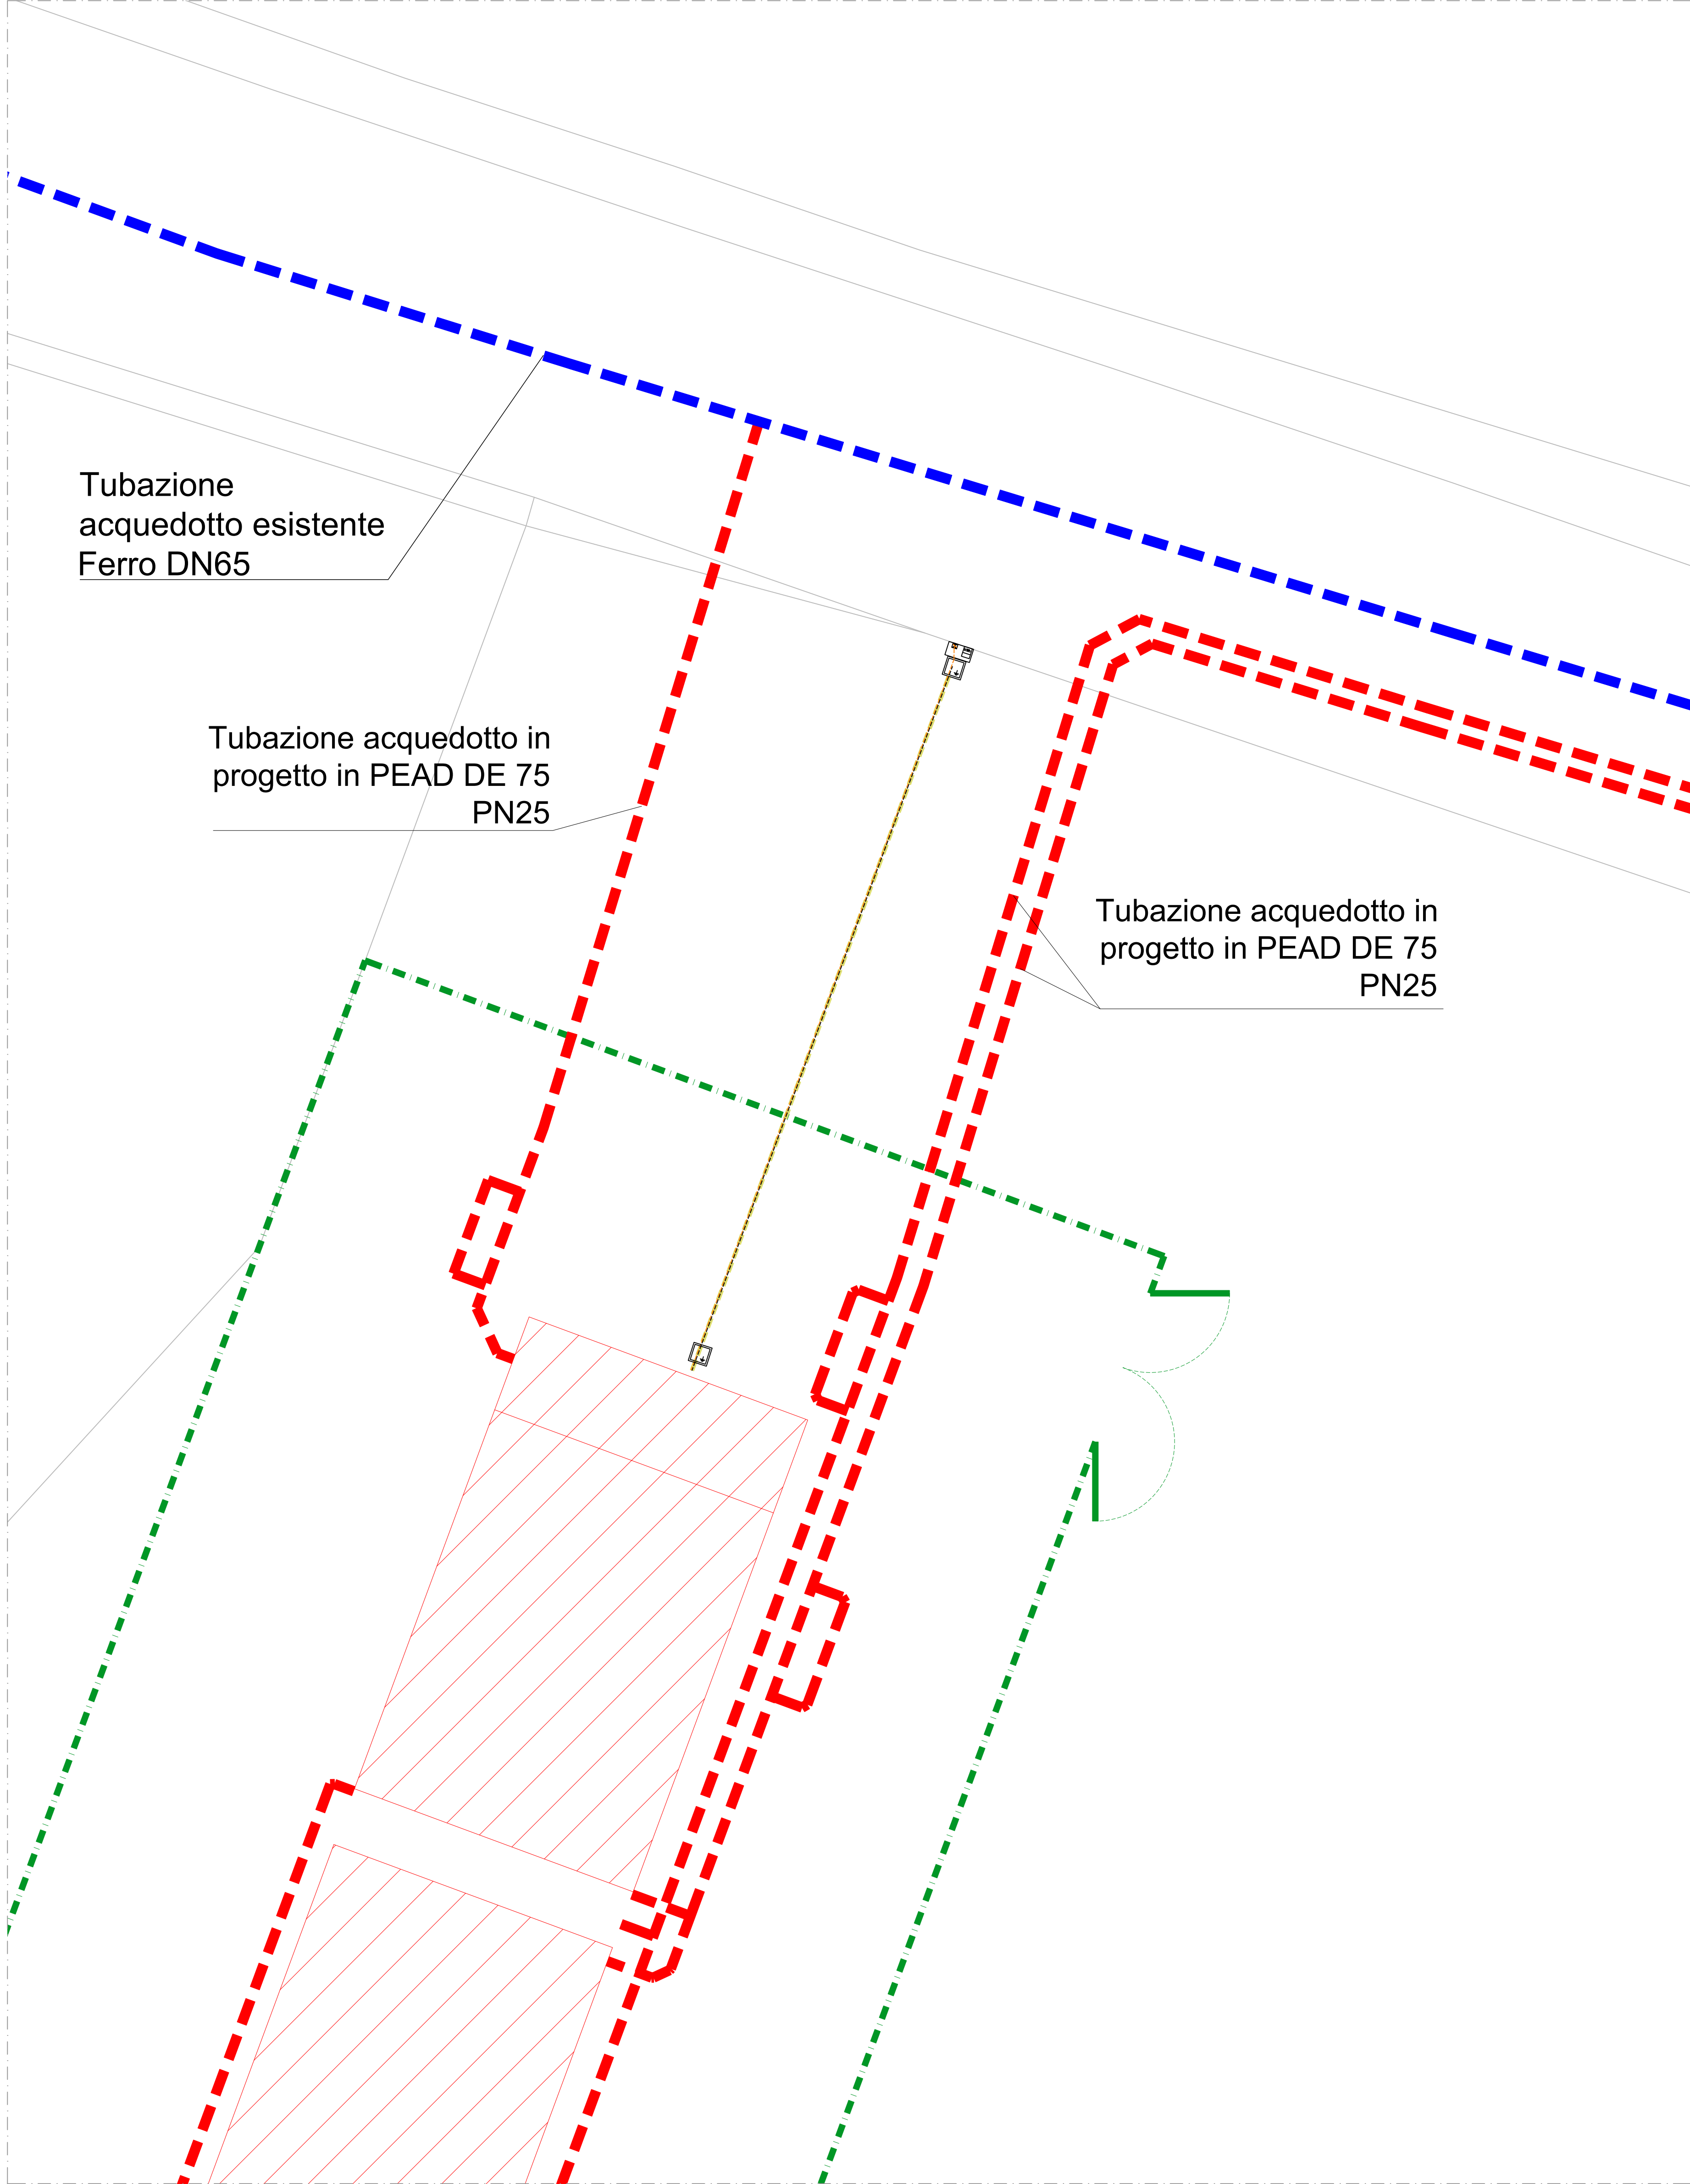 Tubazione
acquedotto esistente
Ferro DN65
Tubazione acquedotto in
progetto in PEAD DE 75
PN25
Tubazione acquedotto in
progetto in PEAD DE 75
PN25